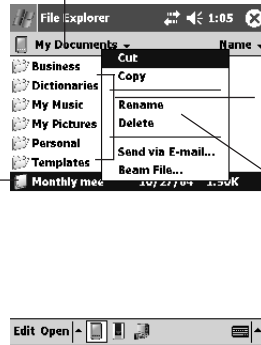 File Explorer 1:05
My Documents Name
Business
Dictionaries
My Music
My Pictures
Personal
Templates
Monthly mee 10/27/04 1.50K
Cut
Copy
Rename
Delete
Send via E-mail...
Beam File...
Edit Open